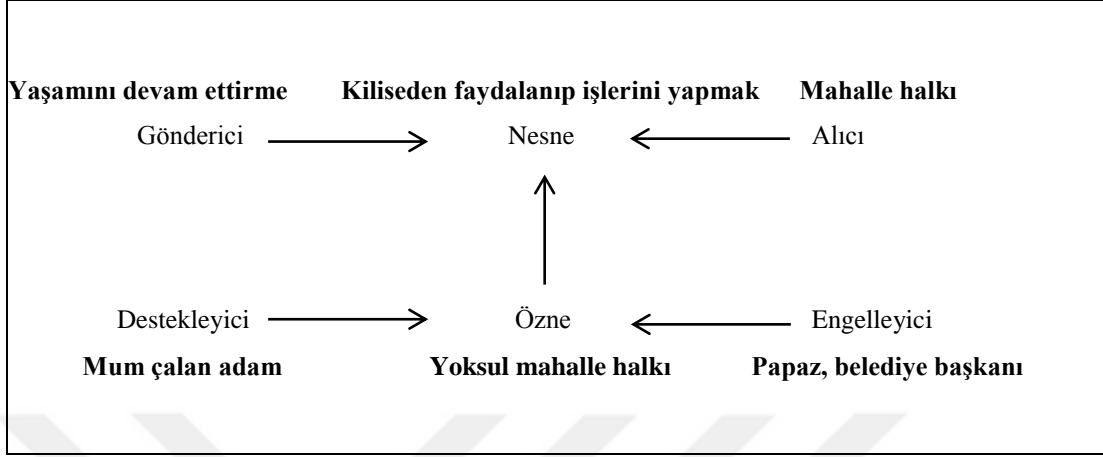 Yaşamını devam ettirme Kiliseden faydalanıp işlerini yapmak Mahalle halkı
Gönderici Nesne Alıcı
Destekleyici Özne Engelleyici
Mum çalan adam Yoksul mahalle halkı Papaz, belediye başkanı